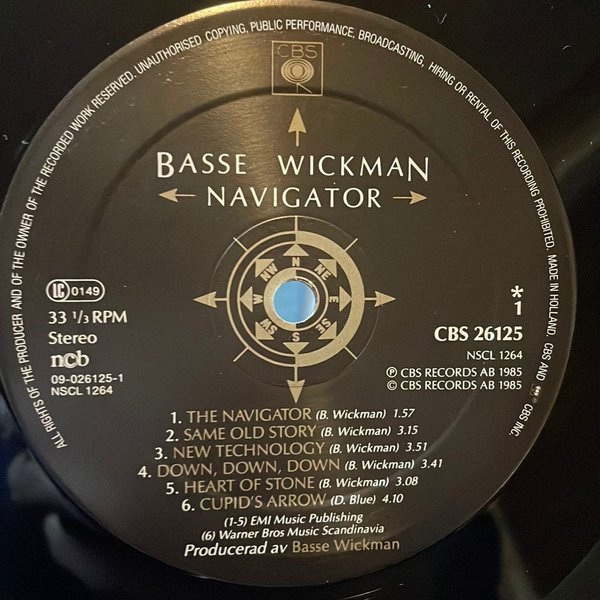 ALL RIGHTS OF THE PRODUCER AND OF THE OWNER OF THE RECORDED WORK RESERVED. UNAUTHORISED COPYING, PUBLIC PERFORMANCE, BROADCASTING, HIRING OR RENTAL OF THIS RECORDING PROHIBITED. MADE IN HOLLAND. CBS AND CBS INC.
CBS
BASSE WICKMAN
NAVIGATOR
N
NW NE
W E
SW SE
S
LC 0149
33 1/3 RPM
Stereo
ncb
09-026125-1
NSCL 1264
*
1
CBS 26125
NSCL 1264
Ⓟ CBS RECORDS AB 1985
© CBS RECORDS AB 1985
1. THE NAVIGATOR (B. Wickman) 1.57
2. SAME OLD STORY (B. Wickman) 3.15
3. NEW TECHNOLOGY (B. Wickman) 3.51
4. DOWN, DOWN, DOWN (B. Wickman) 3.41
5. HEART OF STONE (B. Wickman) 3.08
6. CUPID'S ARROW (D. Blue) 4.10
(1-5) EMI Music Publishing
(6) Warner Bros Music Scandinavia
Producerad av Basse Wickman